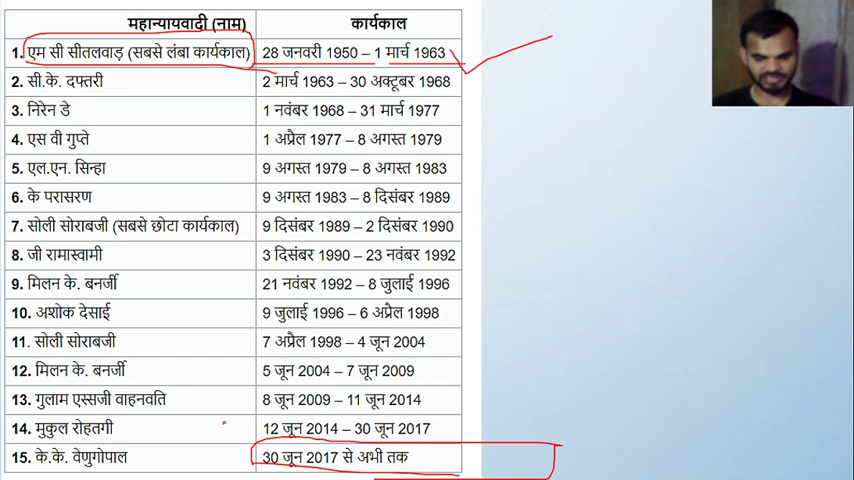 महान्यायवादी (नाम) कार्यकाल
1. एम सी सीतलवाड़ (सबसे लंबा कार्यकाल) 28 जनवरी 1950 – 1 मार्च 1963
2. सी.के. दफ्तरी 2 मार्च 1963 – 30 अक्टूबर 1968
3. निरेन डे 1 नवंबर 1968 – 31 मार्च 1977
4. एस वी गुप्ते 1 अप्रैल 1977 – 8 अगस्त 1979
5. एल.एन. सिन्हा 9 अगस्त 1979 – 8 अगस्त 1983
6. के परासरण 9 अगस्त 1983 – 8 दिसंबर 1989
7. सोली सोराबजी (सबसे छोटा कार्यकाल) 9 दिसंबर 1989 – 2 दिसंबर 1990
8. जी रामास्वामी 3 दिसंबर 1990 – 23 नवंबर 1992
9. मिलन के. बनर्जी 21 नवंबर 1992 – 8 जुलाई 1996
10. अशोक देसाई 9 जुलाई 1996 – 6 अप्रैल 1998
11. सोली सोराबजी 7 अप्रैल 1998 – 4 जून 2004
12. मिलन के. बनर्जी 5 जून 2004 – 7 जून 2009
13. गुलाम एस्सजी वाहनवति 8 जून 2009 – 11 जून 2014
14. मुकुल रोहतगी 12 जून 2014 – 30 जून 2017
15. के.के. वेणुगोपाल 30 जून 2017 से अभी तक